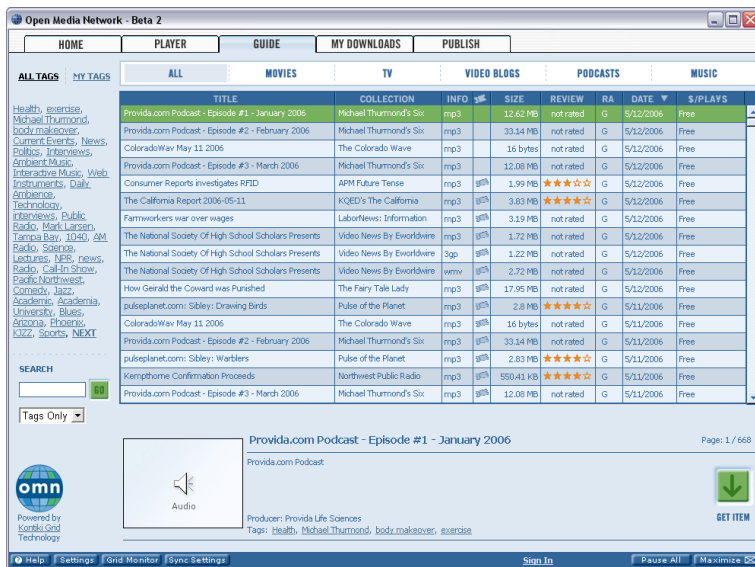 Open Media Network - Beta 2
HOME PLAYER GUIDE MY DOWNLOADS PUBLISH
ALL TAGS MY TAGS
ALL MOVIES TV VIDEO BLOGS PODCASTS MUSIC
Health, exercise,
Michael Thurmond,
body makeover,
Current Events, News,
Politics, Interviews,
Ambient Music,
Interactive Music, Web
Instruments, Daily
Ambience,
Technology,
interviews, Public
Radio, Mark Larsen,
Tampa Bay, 1040, AM
Radio, Science,
Lectures, NPR, news,
Radio, Call-In Show,
Pacific Northwest,
Comedy, Jazz,
Academic, Academia,
University, Blues,
Arizona, Phoenix,
KJZZ, Sports, NEXT
SEARCH
GO
Tags Only
omn
Powered by
Kontiki Grid
Technology
TITLE COLLECTION INFO SIZE REVIEW RA DATE $/PLAYS
Provida.com Podcast - Episode #1 - January 2006 Michael Thurmond's Six mp3 12.62 MB not rated G 5/12/2006 Free
Provida.com Podcast - Episode #2 - February 2006 Michael Thurmond's Six mp3 33.14 MB not rated G 5/12/2006 Free
ColoradoWav May 11 2006 The Colorado Wave mp3 16 bytes not rated G 5/12/2006 Free
Provida.com Podcast - Episode #3 - March 2006 Michael Thurmond's Six mp3 12.08 MB not rated G 5/12/2006 Free
Consumer Reports investigates RFID APM Future Tense mp3 1.99 MB G 5/12/2006 Free
The California Report 2006-05-11 KQED's The California mp3 3.83 MB G 5/12/2006 Free
Farmworkers war over wages LaborNews: Information mp3 3.19 MB not rated G 5/12/2006 Free
The National Society Of High School Scholars Presents Video News By Eworldwire mp3 1.72 MB not rated G 5/12/2006 Free
The National Society Of High School Scholars Presents Video News By Eworldwire 3gp 1.22 MB not rated G 5/12/2006 Free
The National Society Of High School Scholars Presents Video News By Eworldwire wmv 2.72 MB not rated G 5/12/2006 Free
How Geirald the Coward was Punished The Fairy Tale Lady mp3 17.95 MB not rated G 5/12/2006 Free
pulseplanet.com: Sibley: Drawing Birds Pulse of the Planet mp3 2.8 MB G 5/11/2006 Free
ColoradoWav May 11 2006 The Colorado Wave mp3 16 bytes not rated G 5/11/2006 Free
Provida.com Podcast - Episode #2 - February 2006 Michael Thurmond's Six mp3 33.14 MB not rated G 5/11/2006 Free
pulseplanet.com: Sibley: Warblers Pulse of the Planet mp3 2.83 MB G 5/11/2006 Free
Kempthorne Confirmation Proceeds Northwest Public Radio mp3 550.41 KB G 5/11/2006 Free
Provida.com Podcast - Episode #3 - March 2006 Michael Thurmond's Six mp3 12.08 MB not rated G 5/11/2006 Free
Provida.com Podcast - Episode #1 - January 2006 Page: 1 / 668
Provida.com Podcast
Audio
Producer: Provida Life Sciences
Tags: Health, Michael Thurmond, body makeover, exercise
GET ITEM
Help Settings Grid Monitor Sync Settings Sign In Pause All Maximize